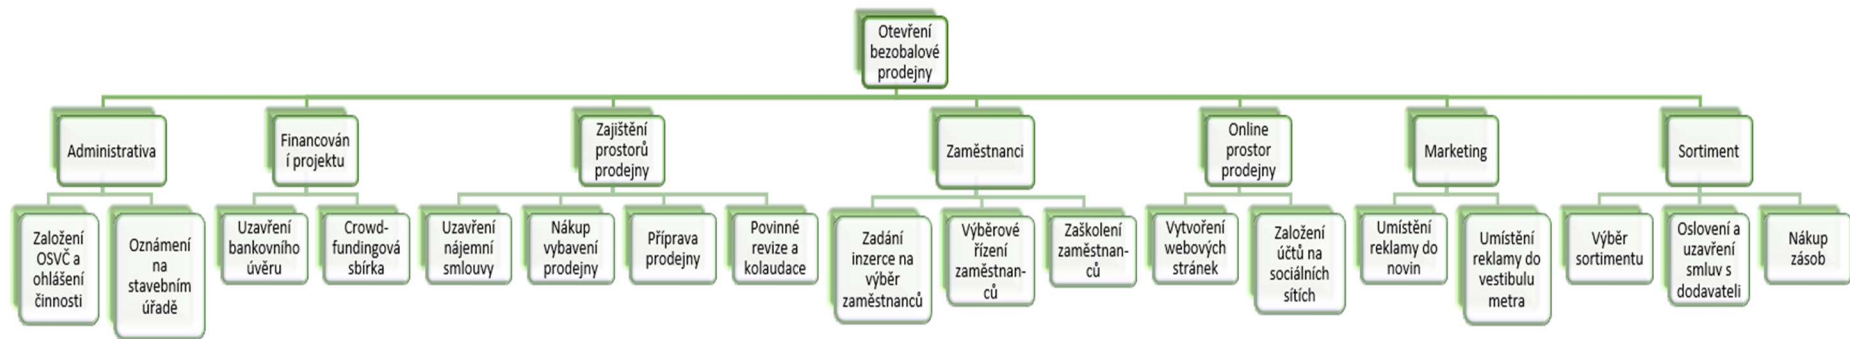 Otevření
bezobalové
prodejny
Administrativa
Financován
í projektu
Zajištění
prostorů
prodejny
Zaměstnanci
Online
prostor
prodejny
Marketing
Sortiment
Založení
OSVČ a
ohlášení
činnosti
Oznámení
na
stavebním
úřadě
Uzavření
bankovního
úvěru
Crowd-
fundingová
sbírka
Uzavření
nájemní
smlouvy
Nákup
vybavení
prodejny
Příprava
prodejny
Povinné
revize a
kolaudace
Zadání
inzerce na
výběr
zaměstnanců
Výběrové
řízení
zaměstnan-
ců
Zaškolení
zaměstnan-
ců
Vytvoření
webových
stránek
Založení
účtů na
sociálních
sítích
Umístění
reklamy do
novin
Umístění
reklamy do
vestibulu
metra
Výběr
sortimentu
Oslovení a
uzavření
smluv s
dodavateli
Nákup
zásob